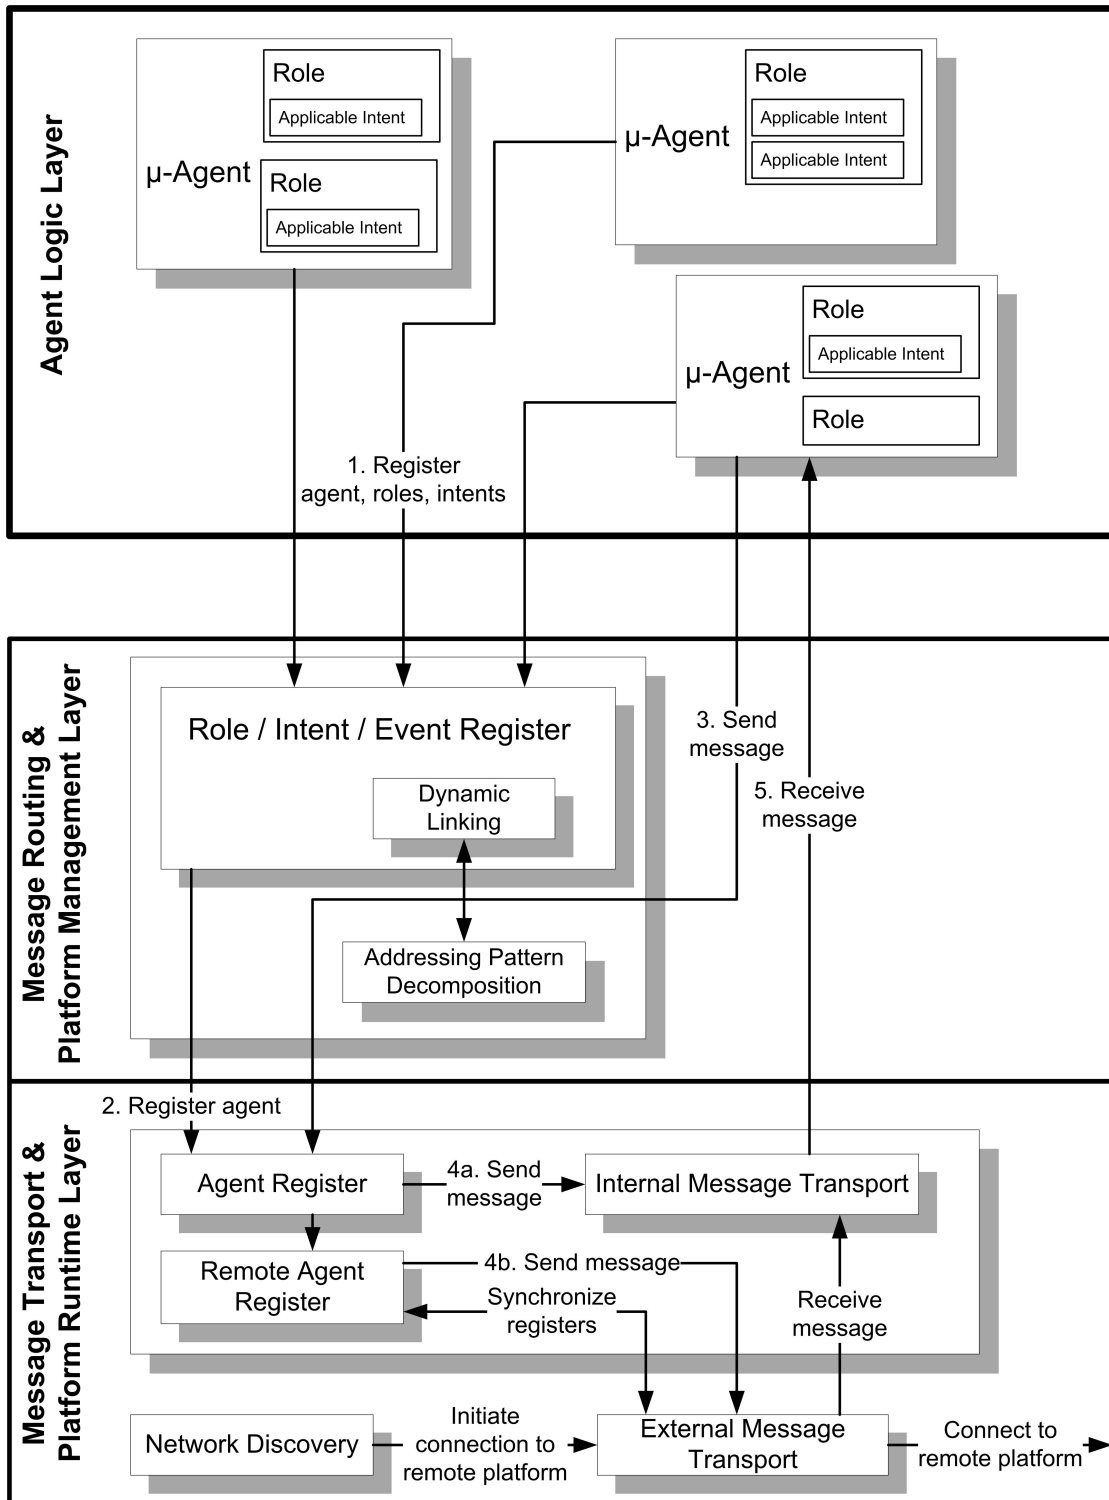 Agent Logic Layer
Role
Applicable Intent
µ-Agent
Role
Applicable Intent
Role
Applicable Intent
µ-Agent
Applicable Intent
Role
Applicable Intent
µ-Agent
Role
1. Register
agent, roles, intents
Message Routing &
Platform Management Layer
Role / Intent / Event Register
Dynamic
Linking
Addressing Pattern
Decomposition
3. Send
message
5. Receive
message
Message Transport &
Platform Runtime Layer
2. Register agent
Agent Register
4a. Send
message
Internal Message Transport
Remote Agent
Register
4b. Send message
Synchronize
registers
Receive
message
Network Discovery
Initiate
connection to
remote platform
External Message
Transport
Connect to
remote platform